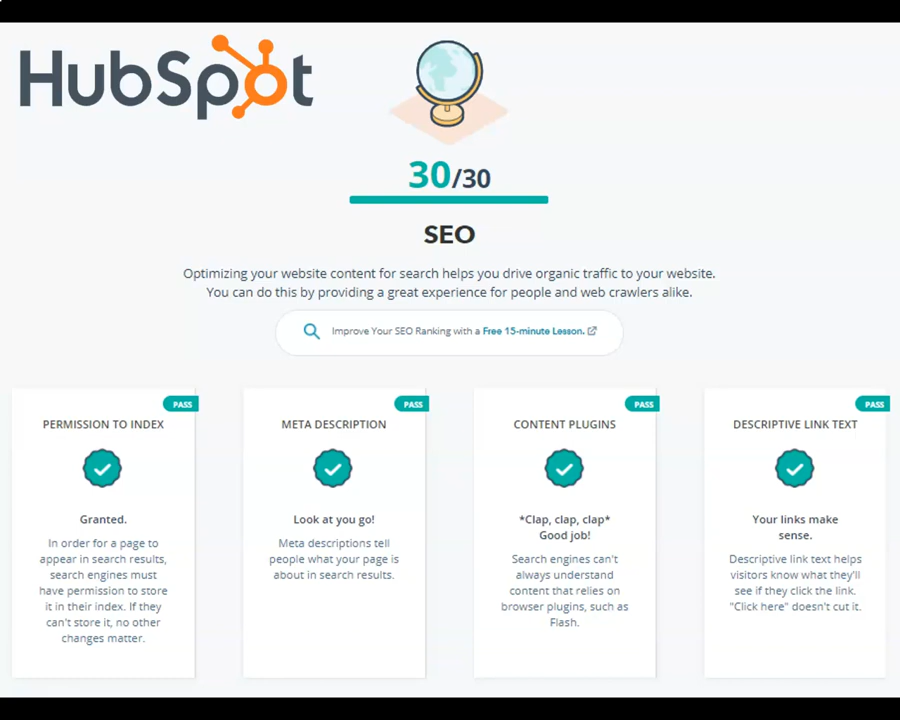 HubSpot
30/30
SEO
Optimizing your website content for search helps you drive organic traffic to your website.
You can do this by providing a great experience for people and web crawlers alike.
Improve Your SEO Ranking with a Free 15-minute Lesson.
PASS
PERMISSION TO INDEX
Granted.
In order for a page to
appear in search results,
search engines must
have permission to store
it in their index. If they
can't store it, no other
changes matter.
PASS
META DESCRIPTION
Look at you go!
Meta descriptions tell
people what your page is
about in search results.
PASS
CONTENT PLUGINS
*Clap, clap, clap*
Good job!
Search engines can't
always understand
content that relies on
browser plugins, such as
Flash.
PASS
DESCRIPTIVE LINK TEXT
Your links make
sense.
Descriptive link text helps
visitors know what they'll
see if they click the link.
"Click here" doesn't cut it.